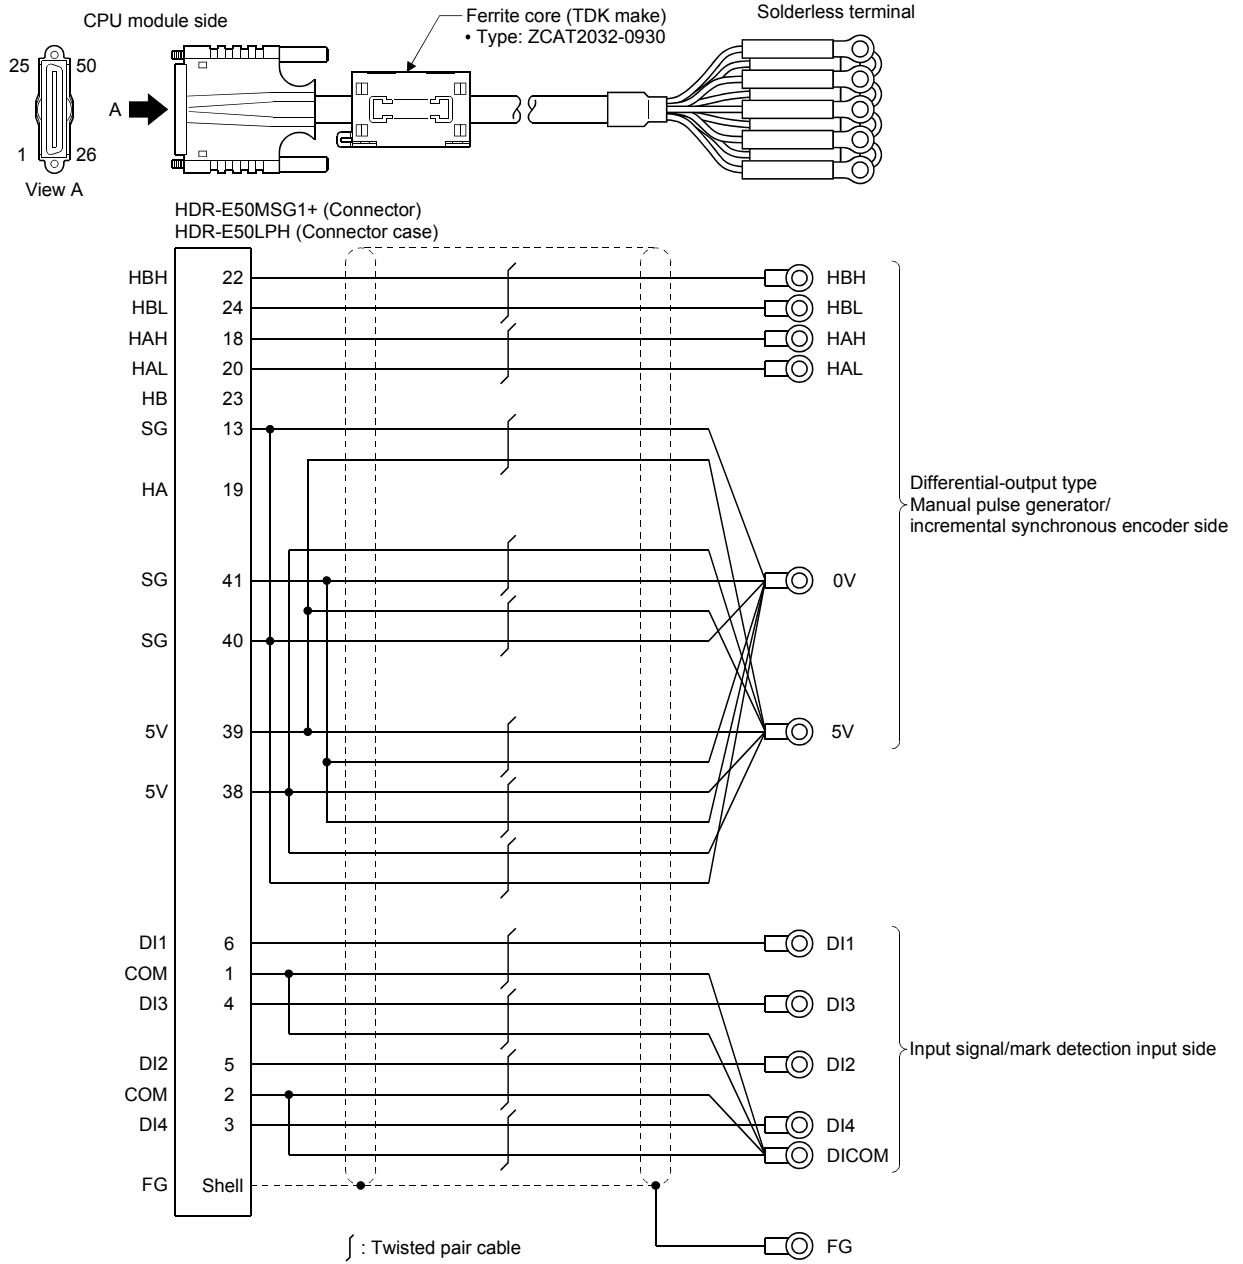 CPU module side
Ferrite core (TDK make)
• Type: ZCAT2032-0930
Solderless terminal
25 50
A
1 26
View A
HDR-E50MSG1+ (Connector)
HDR-E50LPH (Connector case)
HBH 22 HBH
HBL 24 HBL
HAH 18 HAH
HAL 20 HAL
HB 23
SG 13
HA 19
Differential-output type
Manual pulse generator/
incremental synchronous encoder side
SG 41 0V
SG 40
5V 39 5V
5V 38
DI1 6 DI1
COM 1
DI3 4 DI3
Input signal/mark detection input side
DI2 5 DI2
COM 2
DI4 3 DI4
DICOM
FG Shell
: Twisted pair cable
FG